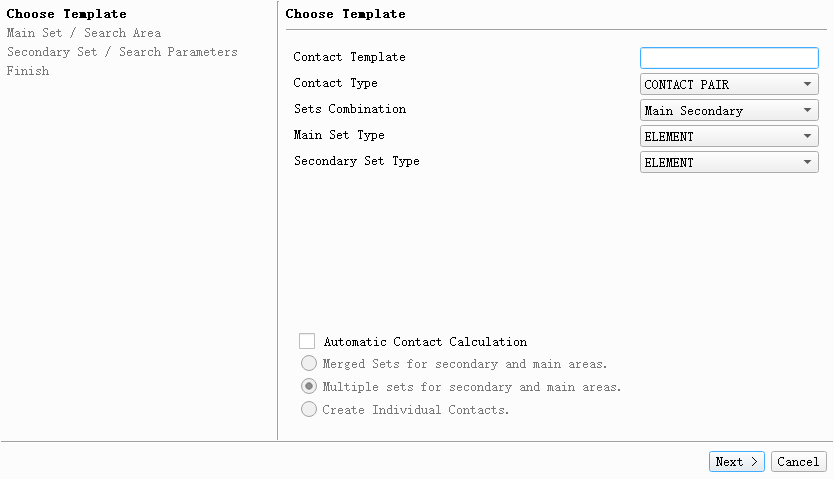 Choose Template
Main Set / Search Area
Secondary Set / Search Parameters
Finish
Choose Template
Contact Template
Contact Type CONTACT PAIR
Sets Combination Main Secondary
Main Set Type ELEMENT
Secondary Set Type ELEMENT
Automatic Contact Calculation
Merged Sets for secondary and main areas.
Multiple sets for secondary and main areas.
Create Individual Contacts.
Next > Cancel